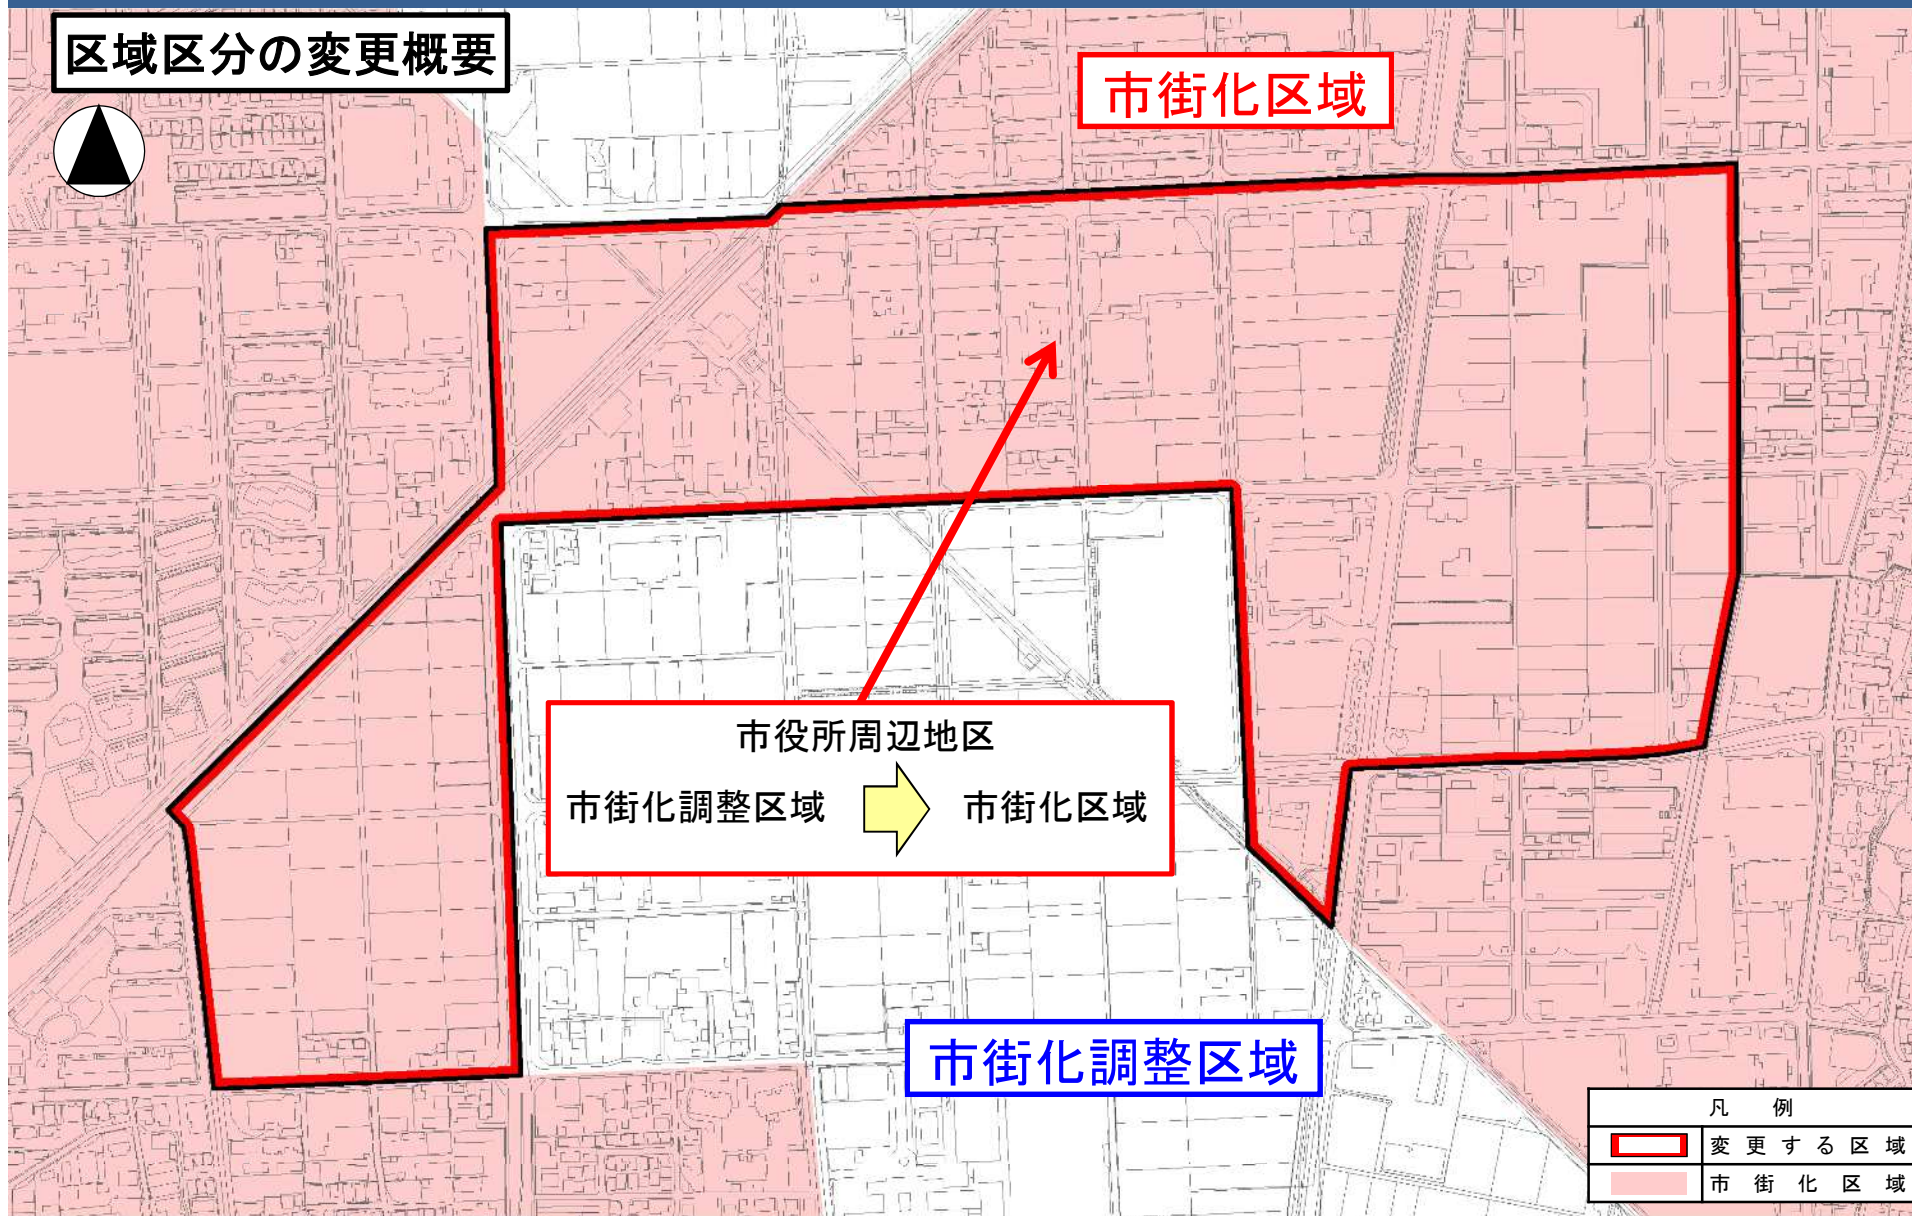 区域区分の変更概要
市街化区域
市役所周辺地区
市街化調整区域 市街化区域
市街化調整区域
凡例
変更する区域
市街化区域